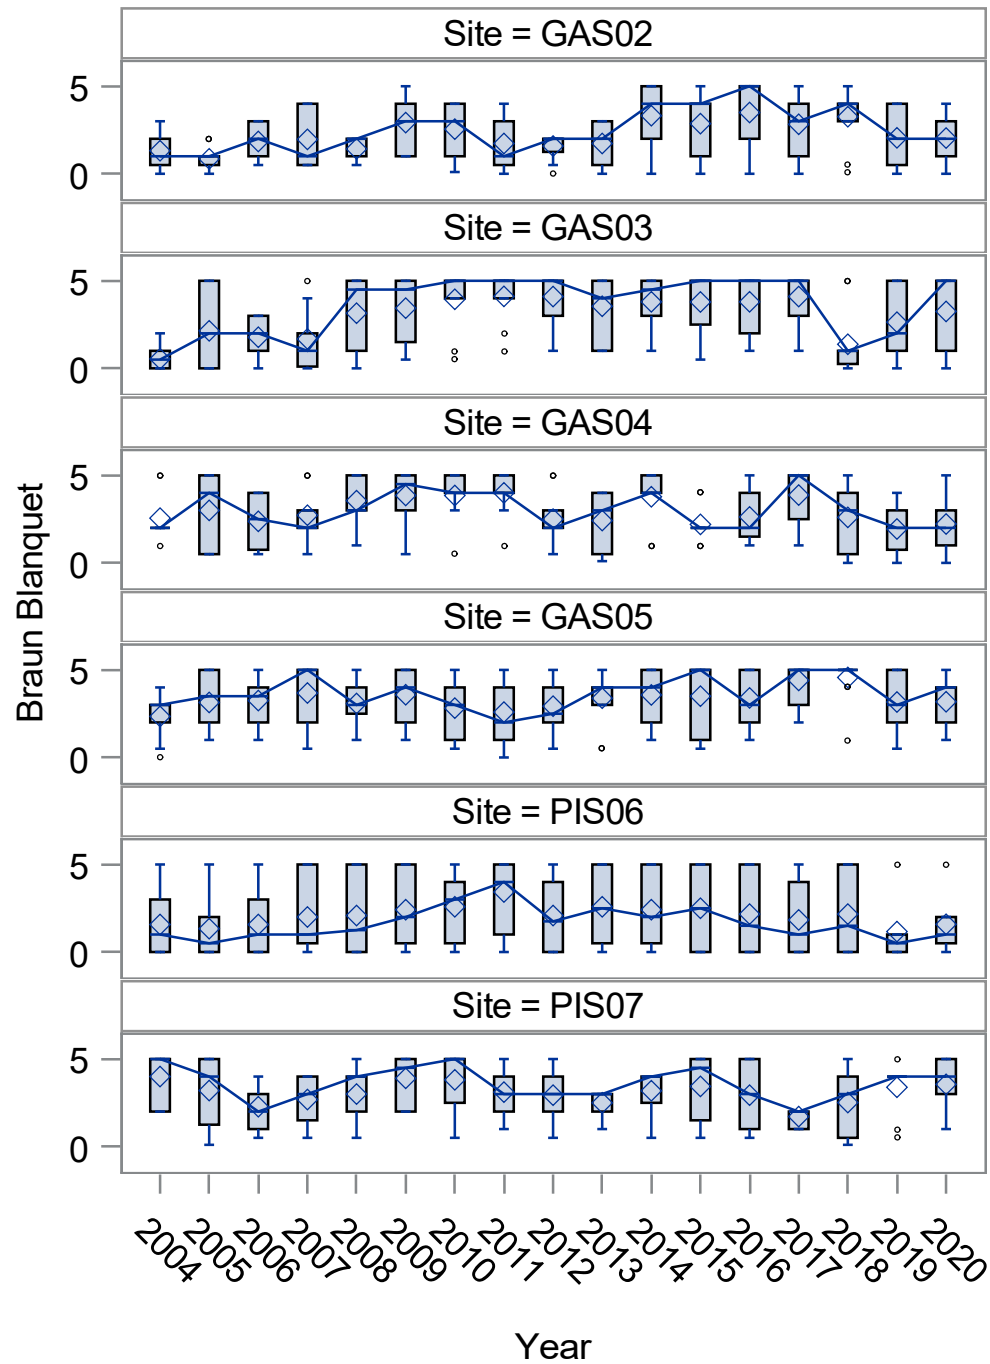 Site = GAS02
5
0
Site = GAS03
5
0
Site = GAS04
5
0
Braun Blanquet
Site = GAS05
5
0
Site = PIS06
5
0
Site = PIS07
5
0
2004 2005 2006 2007 2008 2009 2010 2011 2012 2013 2014 2015 2016 2017 2018 2019 2020
Year